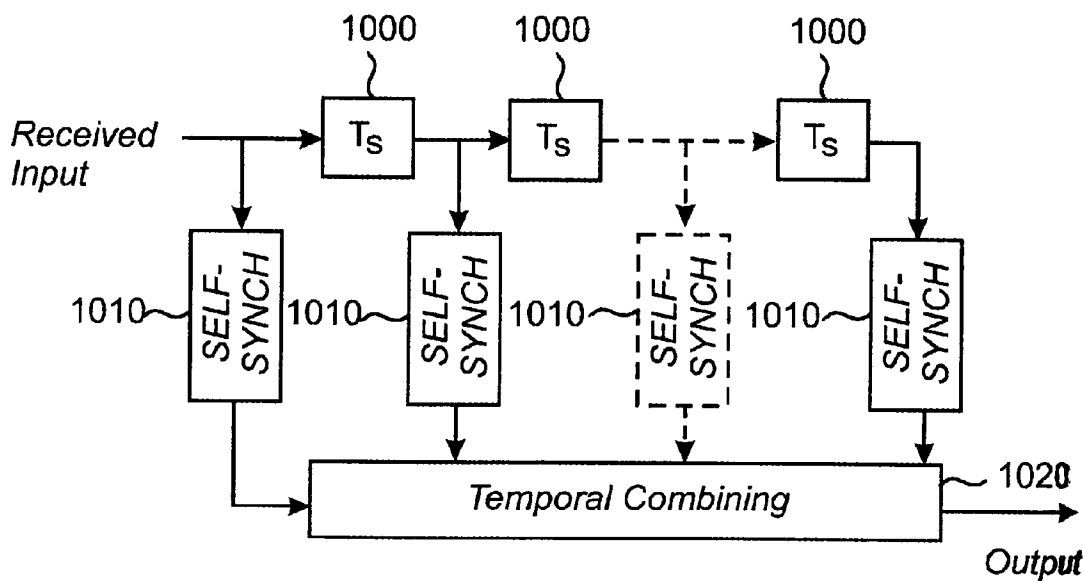 1000
1000
1000
Received
Input
Ts
Ts
Ts
1010
SELF-
SYNCH
1010
SELF-
SYNCH
1010
SELF-
SYNCH
1010
SELF-
SYNCH
Temporal Combining
1020
Output